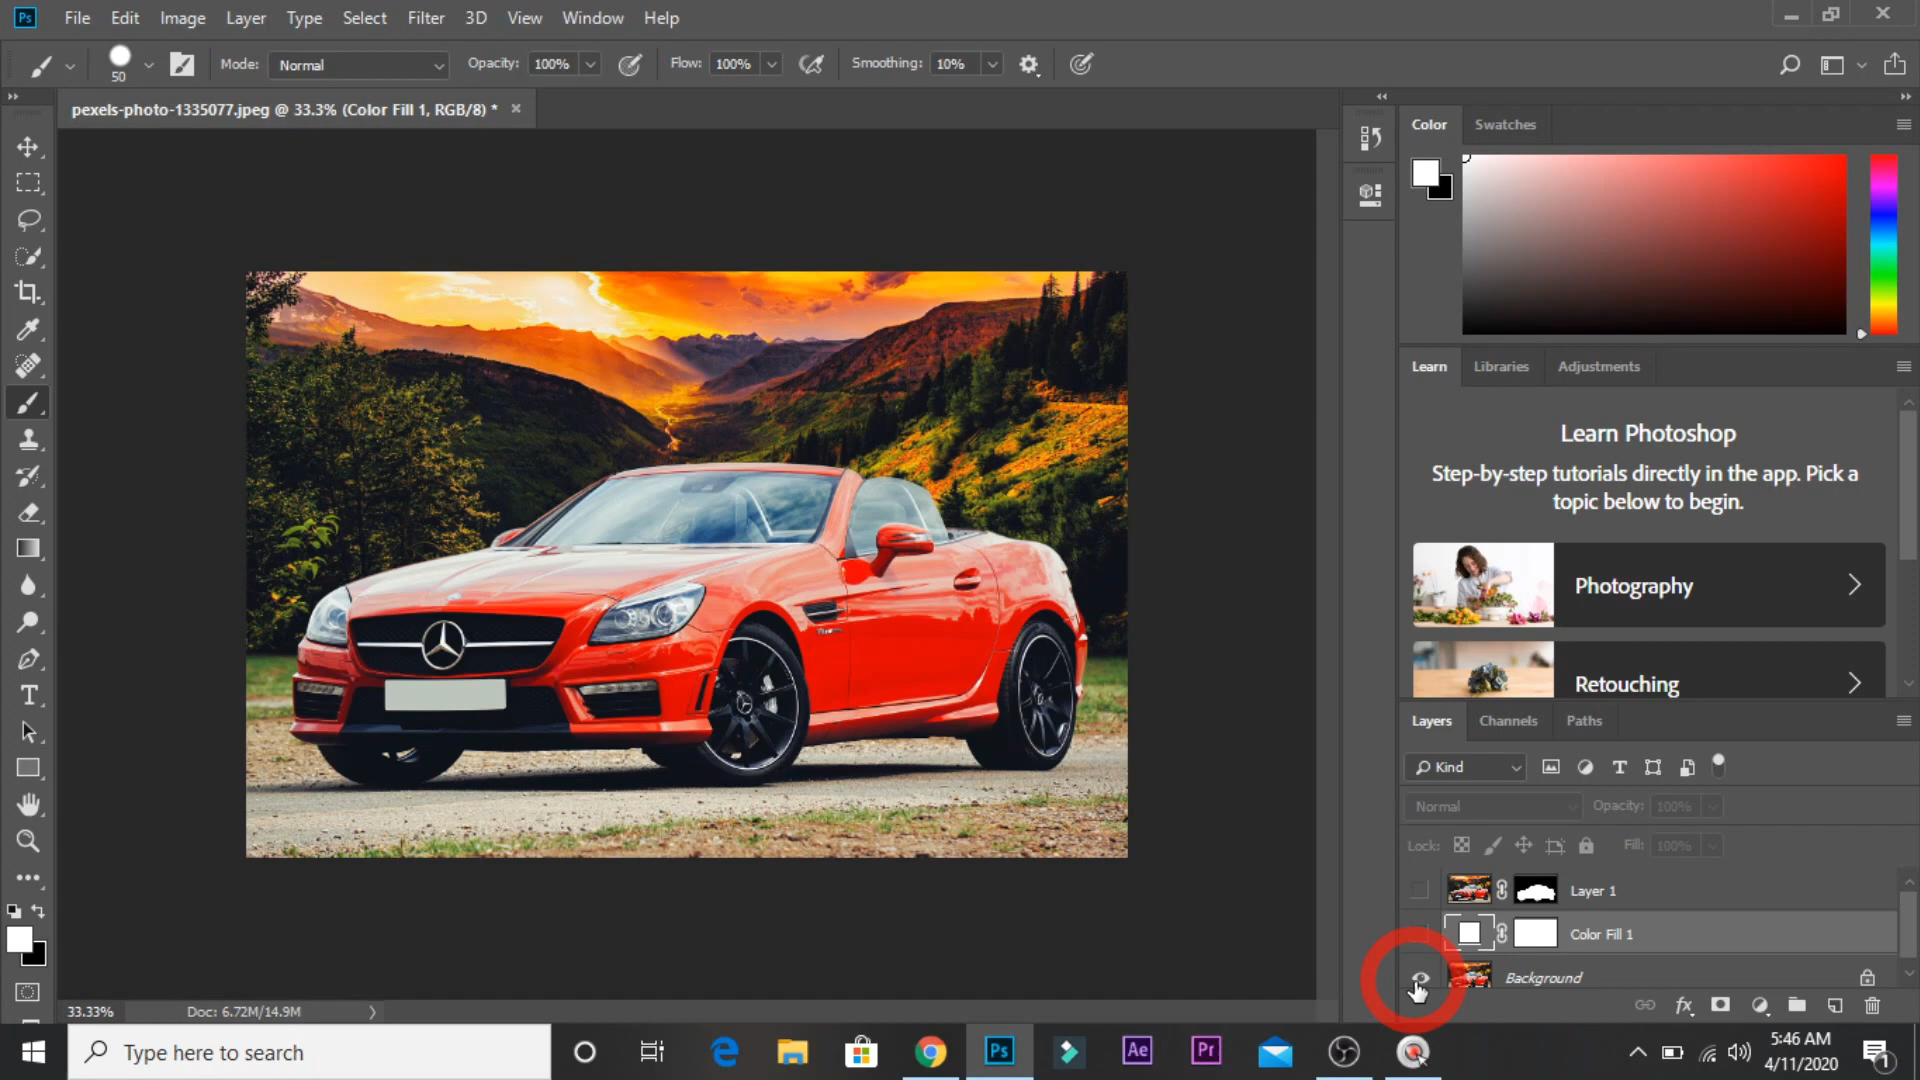 Ps File Edit Image Layer Type Select Filter 3D View Window Help
50 Mode: Normal Opacity: 100% Flow: 100% Smoothing: 10%
pexels-photo-1335077.jpeg @ 33.3% (Color Fill 1, RGB/8) * ×
Color Swatches
Learn Libraries Adjustments
Learn Photoshop
Step-by-step tutorials directly in the app. Pick a
topic below to begin.
Photography
Retouching
Layers Channels Paths
Kind
Normal Opacity: 100%
Lock: Fill: 100%
Layer 1
Color Fill 1
Background
33.33% Doc: 6.72M/14.9M
Type here to search
Ps Ae Pr
5:46 AM
4/11/2020
1